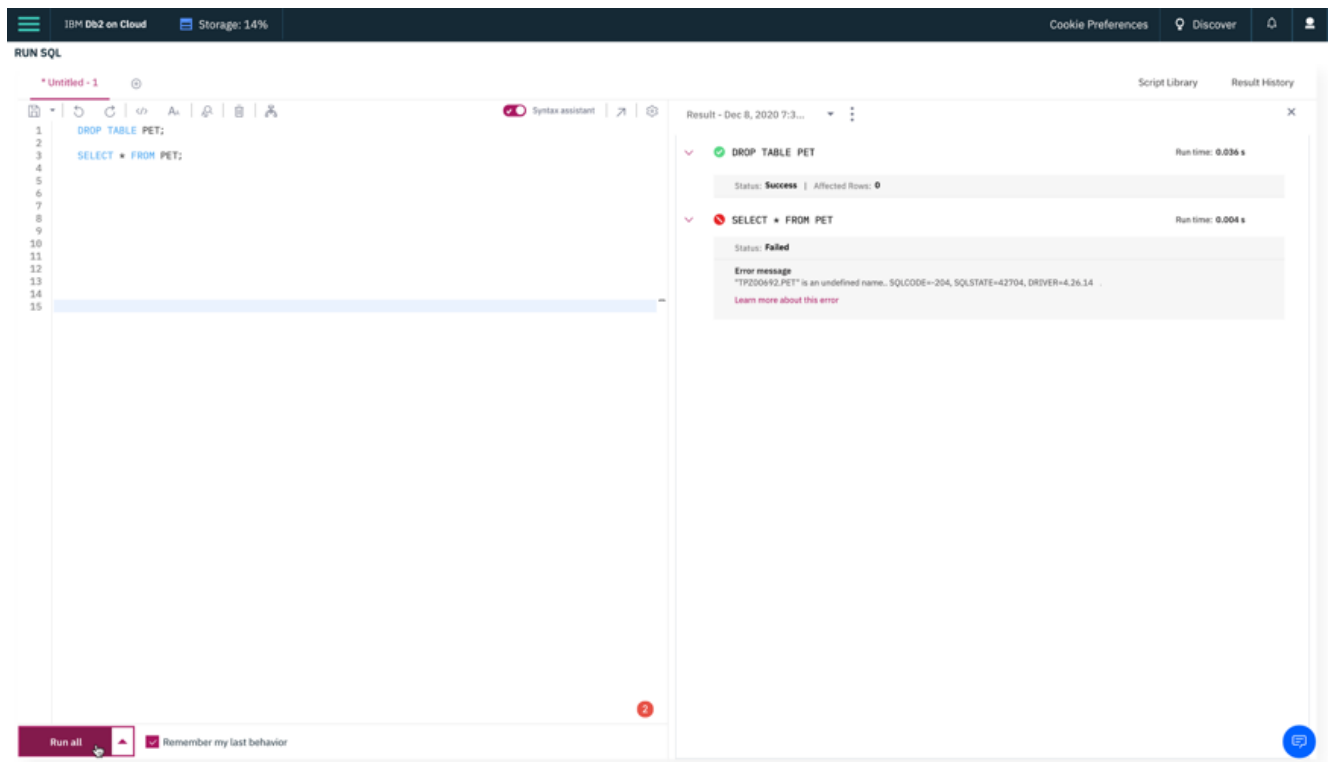 IBM Db2 on Cloud Storage: 14% Cookie Preferences Discover
RUN SQL
* Untitled - 1 Script Library Result History
Syntax assistant Result - Dec 8, 2020 7:3...
1 DROP TABLE PET;
2
3 SELECT * FROM PET;
4
5
6
7
8
9
10
11
12
13
14
15
DROP TABLE PET Run time: 0.036 s
Status: Success | Affected Rows: 0
SELECT * FROM PET Run time: 0.004 s
Status: Failed
Error message
"TPZ00692.PET" is an undefined name.. SQLCODE=-204, SQLSTATE=42704, DRIVER=4.26.14 .
Learn more about this error
2
Run all Remember my last behavior